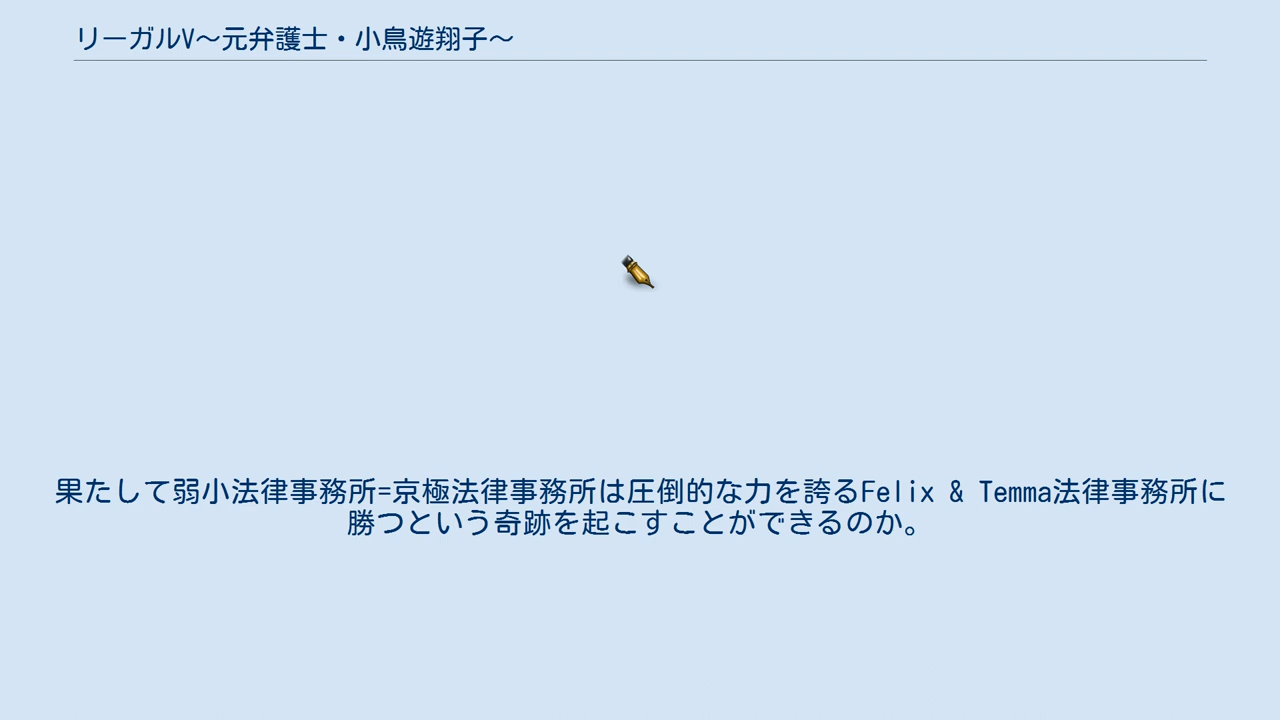 リーガルV～元弁護士・小鳥遊翔子～
果たして弱小法律事務所=京極法律事務所は圧倒的な力を誇るFelix & Temma法律事務所に
勝つという奇跡を起こすことができるのか。